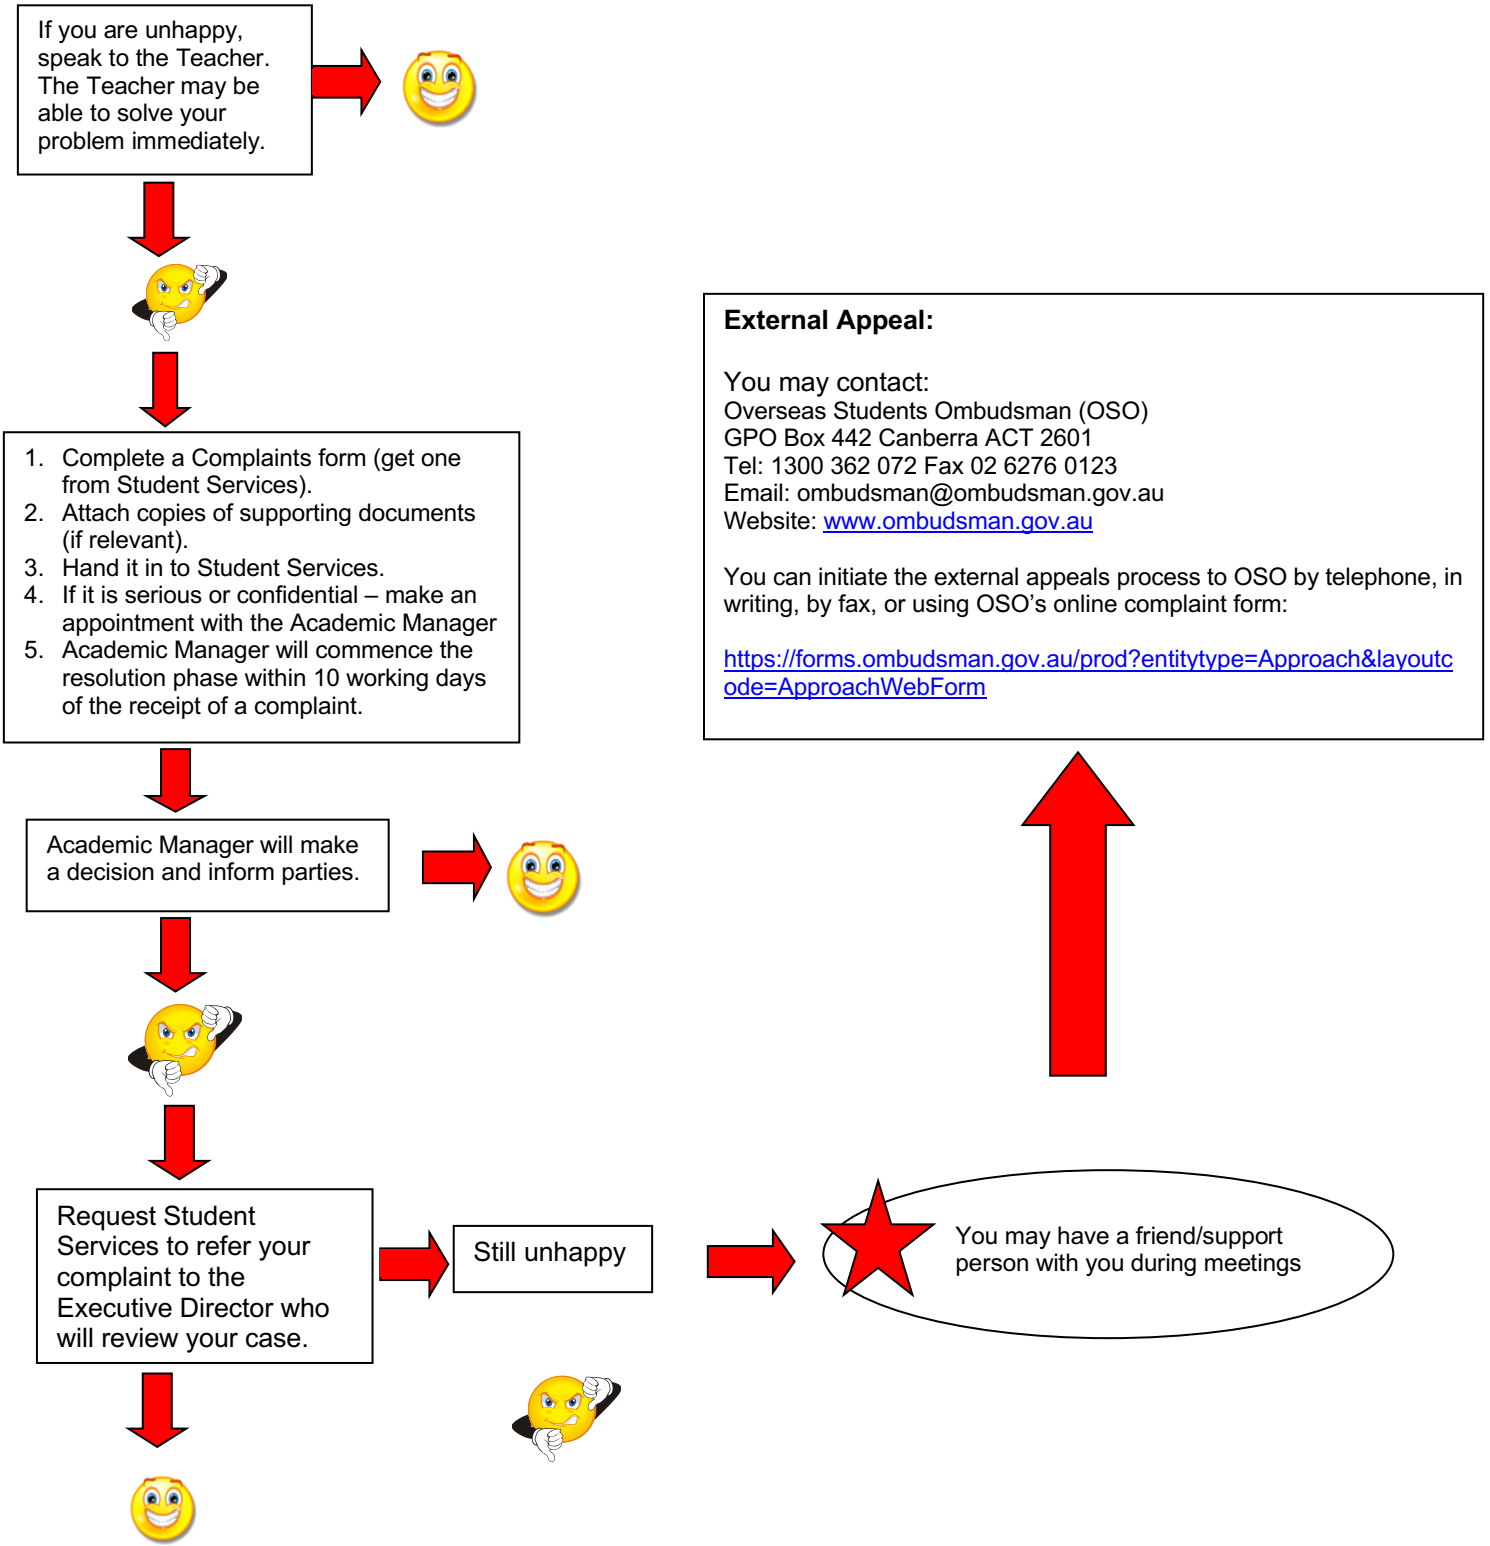 If you are unhappy,
speak to the Teacher.
The Teacher may be
able to solve your
problem immediately.
1. Complete a Complaints form (get one
from Student Services).
2. Attach copies of supporting documents
(if relevant).
3. Hand it in to Student Services.
4. If it is serious or confidential – make an
appointment with the Academic Manager
5. Academic Manager will commence the
resolution phase within 10 working days
of the receipt of a complaint.
Academic Manager will make
a decision and inform parties.
Request Student
Services to refer your
complaint to the
Executive Director who
will review your case.
Still unhappy
You may have a friend/support
person with you during meetings
External Appeal:
You may contact:
Overseas Students Ombudsman (OSO)
GPO Box 442 Canberra ACT 2601
Tel: 1300 362 072 Fax 02 6276 0123
Email: ombudsman@ombudsman.gov.au
Website: www.ombudsman.gov.au
You can initiate the external appeals process to OSO by telephone, in
writing, by fax, or using OSO’s online complaint form:
https://forms.ombudsman.gov.au/prod?entitytype=Approach&layoutc
ode=ApproachWebForm